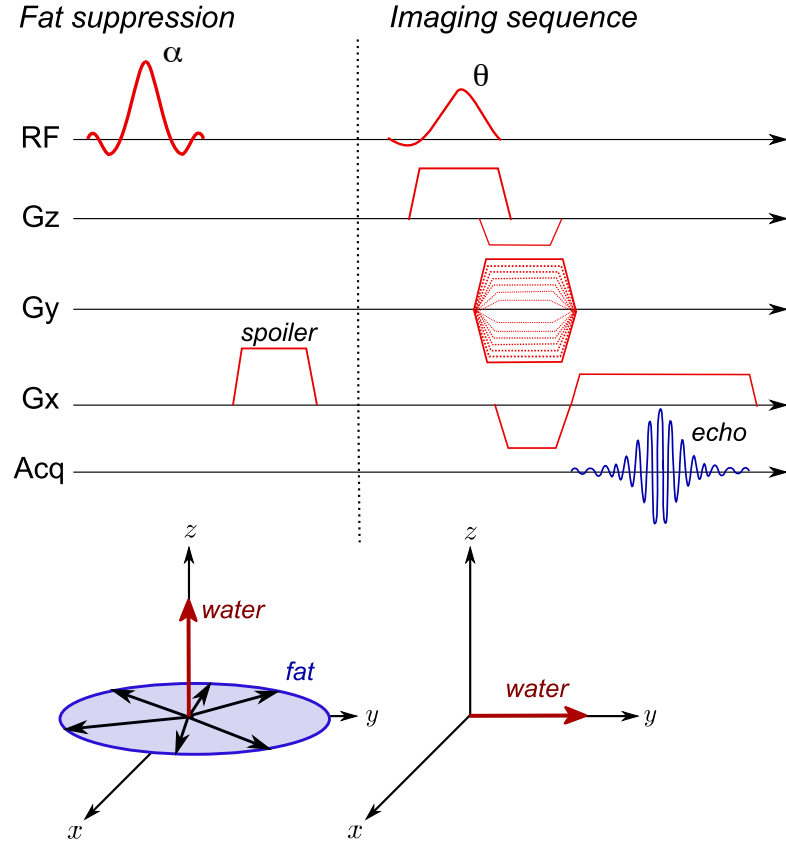 Fat suppression
Imaging sequence
α
θ
RF
Gz
Gy
spoiler
Gx
echo
Acq
z
z
water
fat
water
y
y
x
x